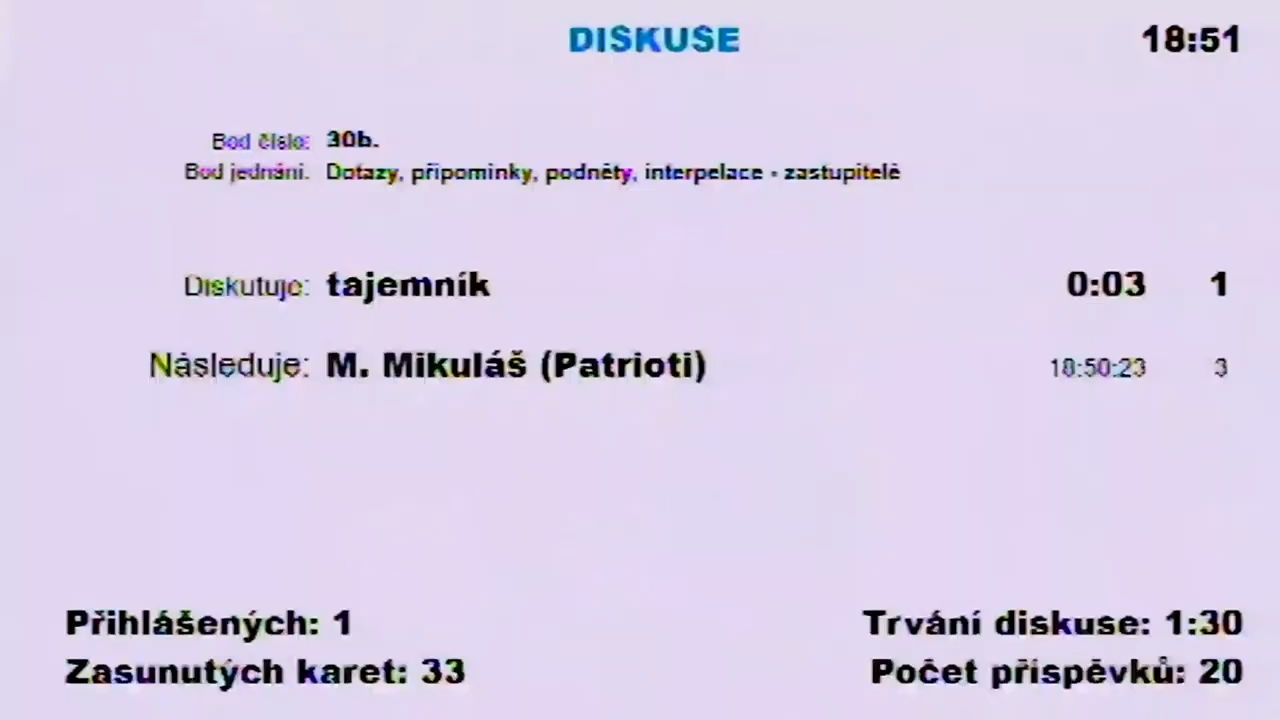 DISKUSE 18:51
Bod číslo: 30b.
Bod jednání: Dotazy, připomínky, podněty, interpelace - zastupitelé
Diskutuje: tajemník 0:03 1
Následuje: M. Mikuláš (Patrioti) 18:50:23 3
Přihlášených: 1 Trvání diskuse: 1:30
Zasunutých karet: 33 Počet příspěvků: 20